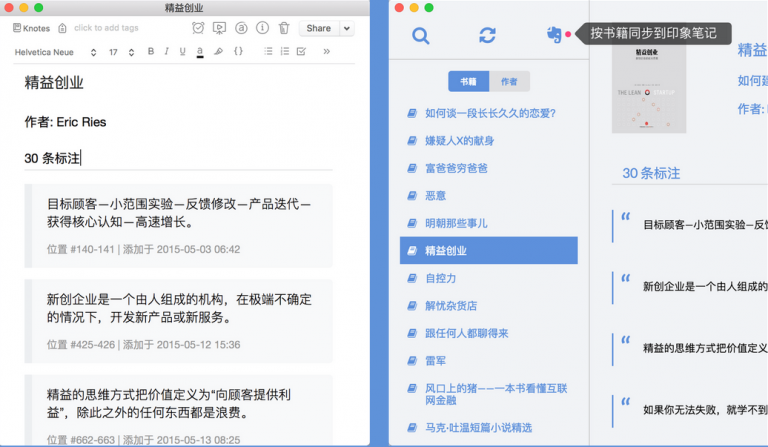 精益创业
Knotes
click to add tags
Share
Helvetica Neue
17
B I U a {}
精益创业
作者: Eric Ries
30 条标注
目标顾客—小范围实验—反馈修改—产品迭代—
获得核心认知—高速增长。
位置 #140-141 | 添加于 2015-05-03 06:42
新创企业是一个由人组成的机构，在极端不确定
的情况下，开发新产品或新服务。
位置 #425-426 | 添加于 2015-05-12 15:36
精益的思维方式把价值定义为“向顾客提供利
益”，除此之外的任何东西都是浪费。
位置 #662-663 | 添加于 2015-05-13 08:25
按书籍同步到印象笔记
书籍
作者
如何谈一段长长久久的恋爱?
嫌疑人X的献身
富爸爸穷爸爸
恶意
明朝那些事儿
精益创业
自控力
解忧杂货店
跟任何人都聊得来
雷军
风口上的猪——一本书看懂互联
网金融
马克·吐温短篇小说精选
精益创业
THE LEAN
精益
如何
作者:
30 条标注
目标顾客—小范围实验—反
新创企业是一个由人组成的
精益的思维方式把价值定义
如果你无法失败，就学不到